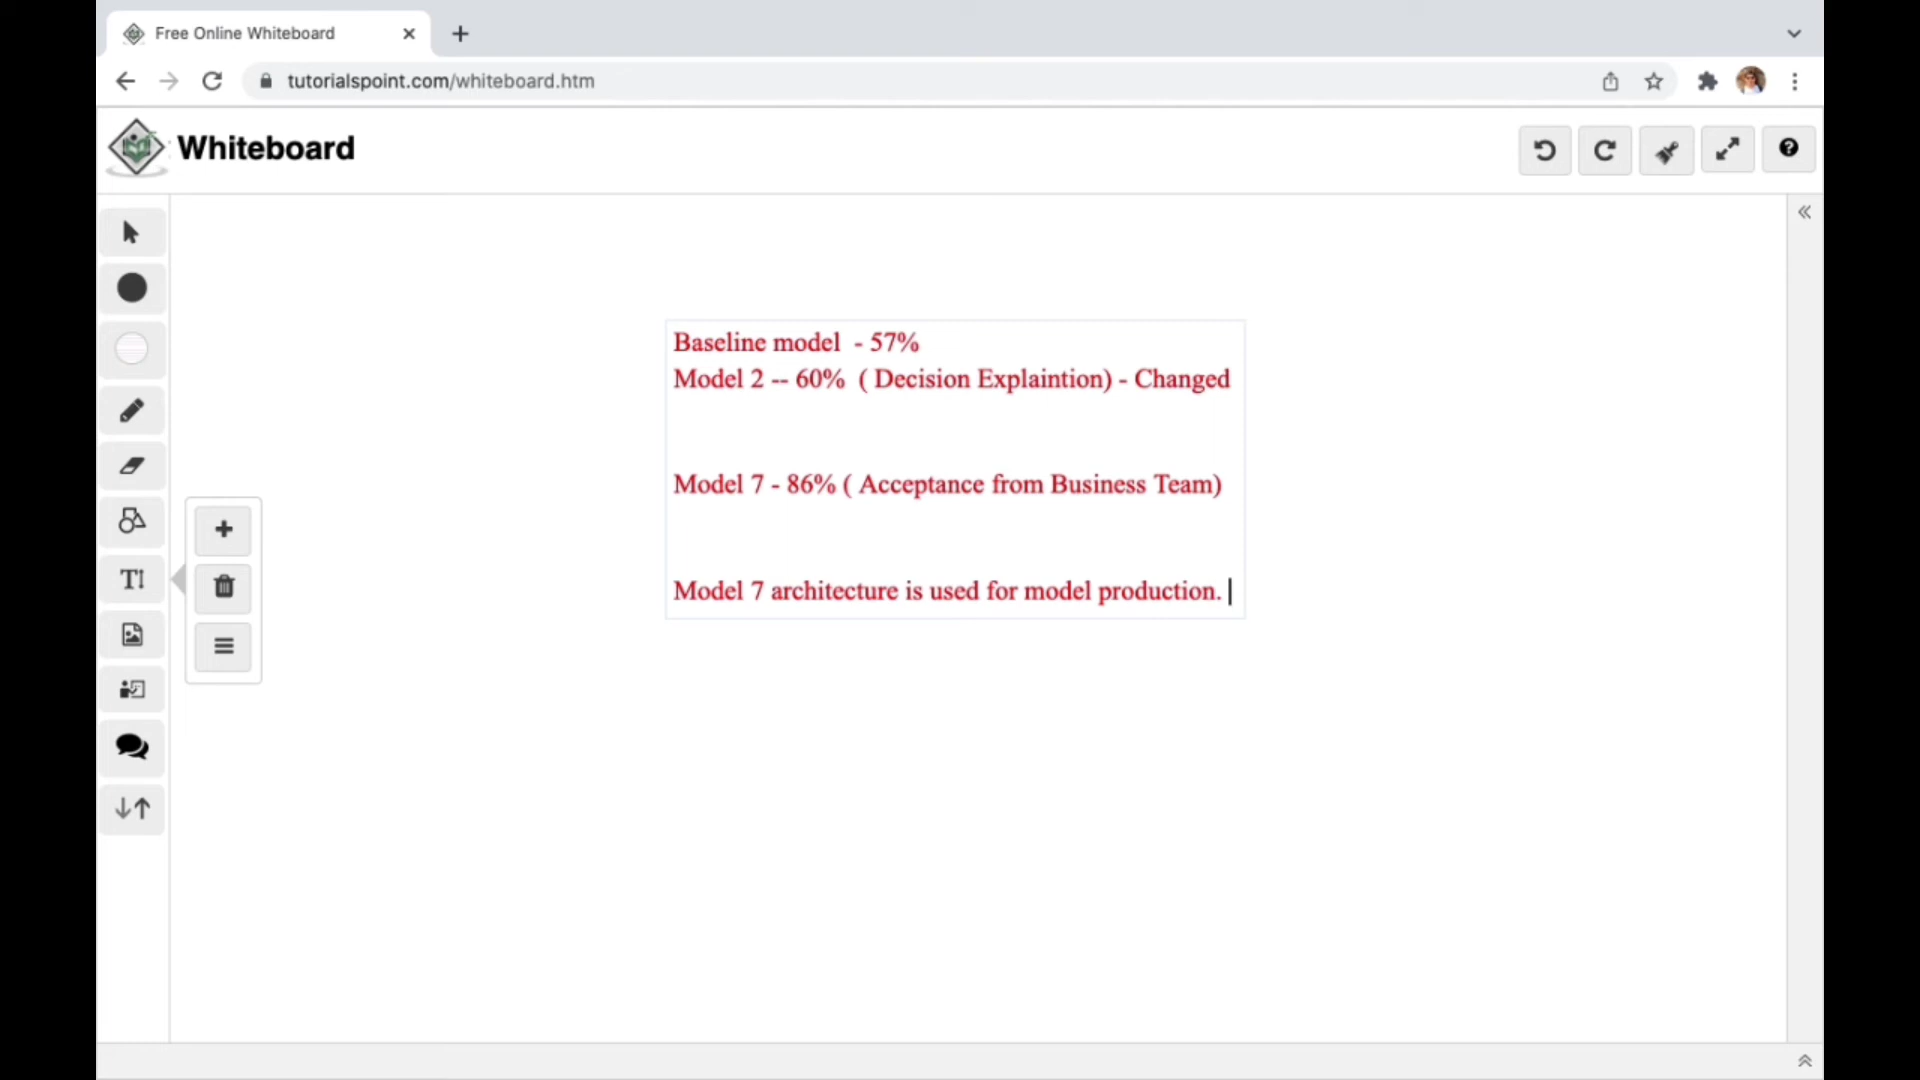 Free Online Whiteboard
tutorialspoint.com/whiteboard.htm
Whiteboard
Baseline model - 57%
Model 2 -- 60% ( Decision Explaintion) - Changed
Model 7 - 86% ( Acceptance from Business Team)
Model 7 architecture is used for model production.